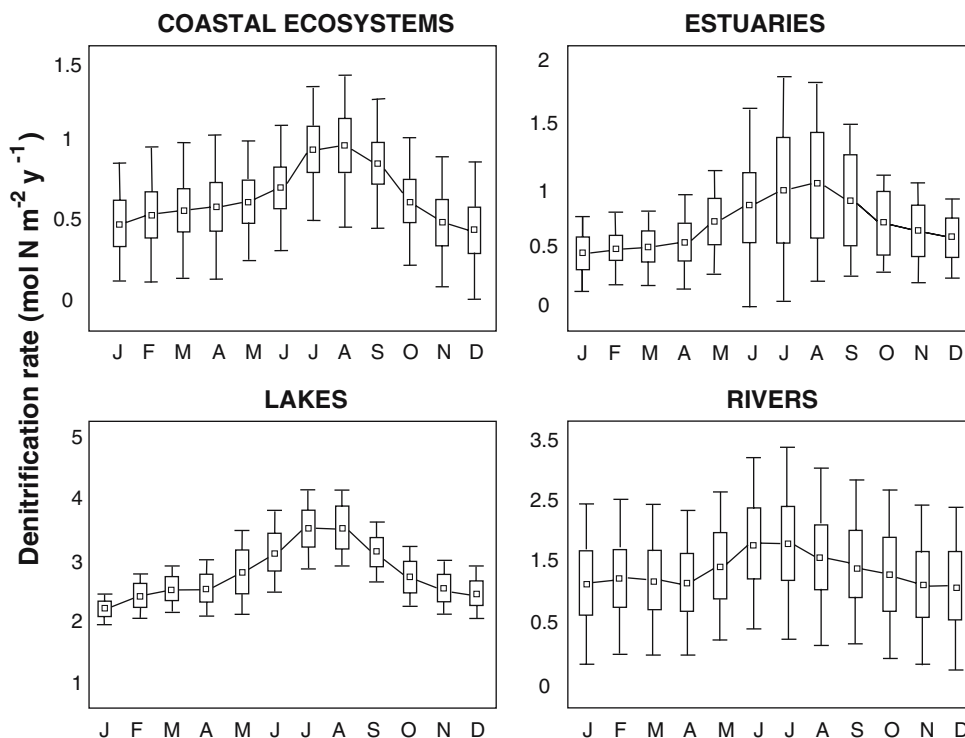 COASTAL ECOSYSTEMS
ESTUARIES
Denitrification rate (mol N m-2 y-1)
1.5
1
0.5
0
J F M A M J J A S O N D
2
1.5
1
0.5
0
J F M A M J J A S O N D
LAKES
RIVERS
5
4
3
2
1
J F M A M J J A S O N D
3.5
2.5
1.5
0.5
0
J F M A M J J A S O N D